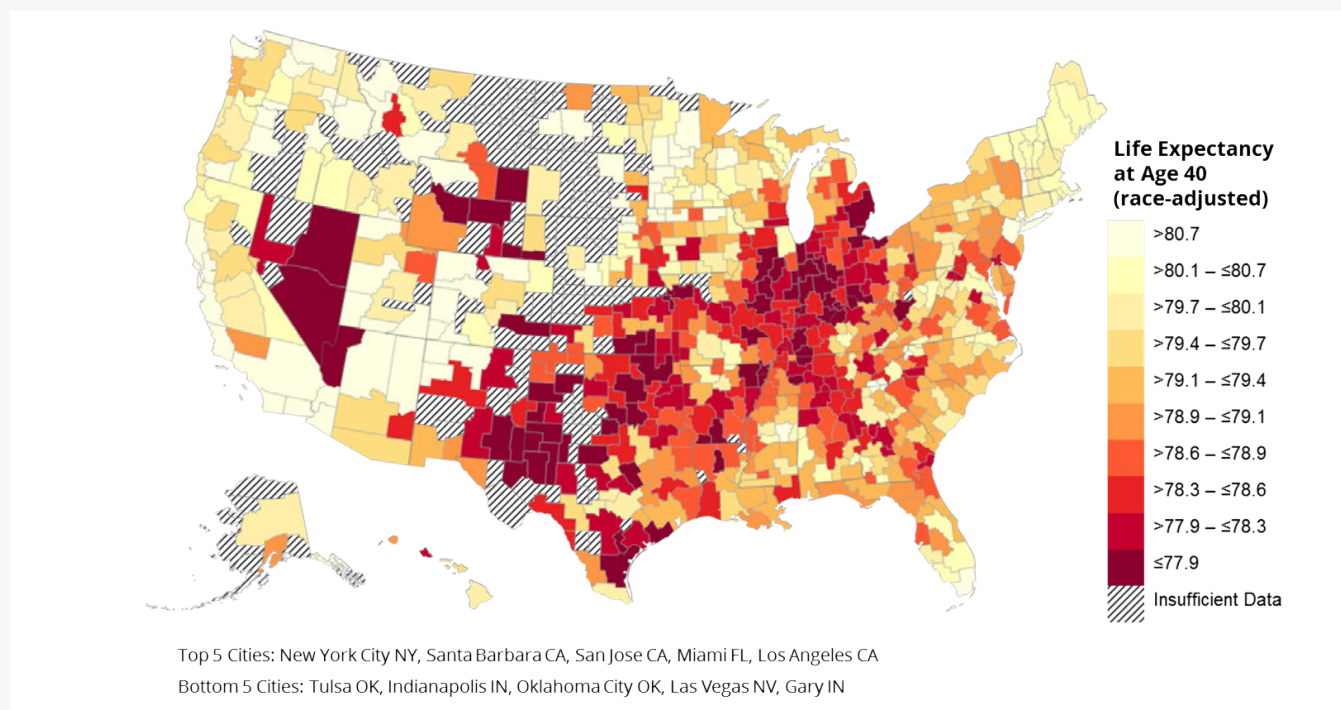 Life Expectancy
at Age 40
(race-adjusted)
>80.7
>80.1 – ≤80.7
>79.7 – ≤80.1
>79.4 – ≤79.7
>79.1 – ≤79.4
>78.9 – ≤79.1
>78.6 – ≤78.9
>78.3 – ≤78.6
>77.9 – ≤78.3
≤77.9
Insufficient Data
Top 5 Cities: New York City NY, Santa Barbara CA, San Jose CA, Miami FL, Los Angeles CA
Bottom 5 Cities: Tulsa OK, Indianapolis IN, Oklahoma City OK, Las Vegas NV, Gary IN